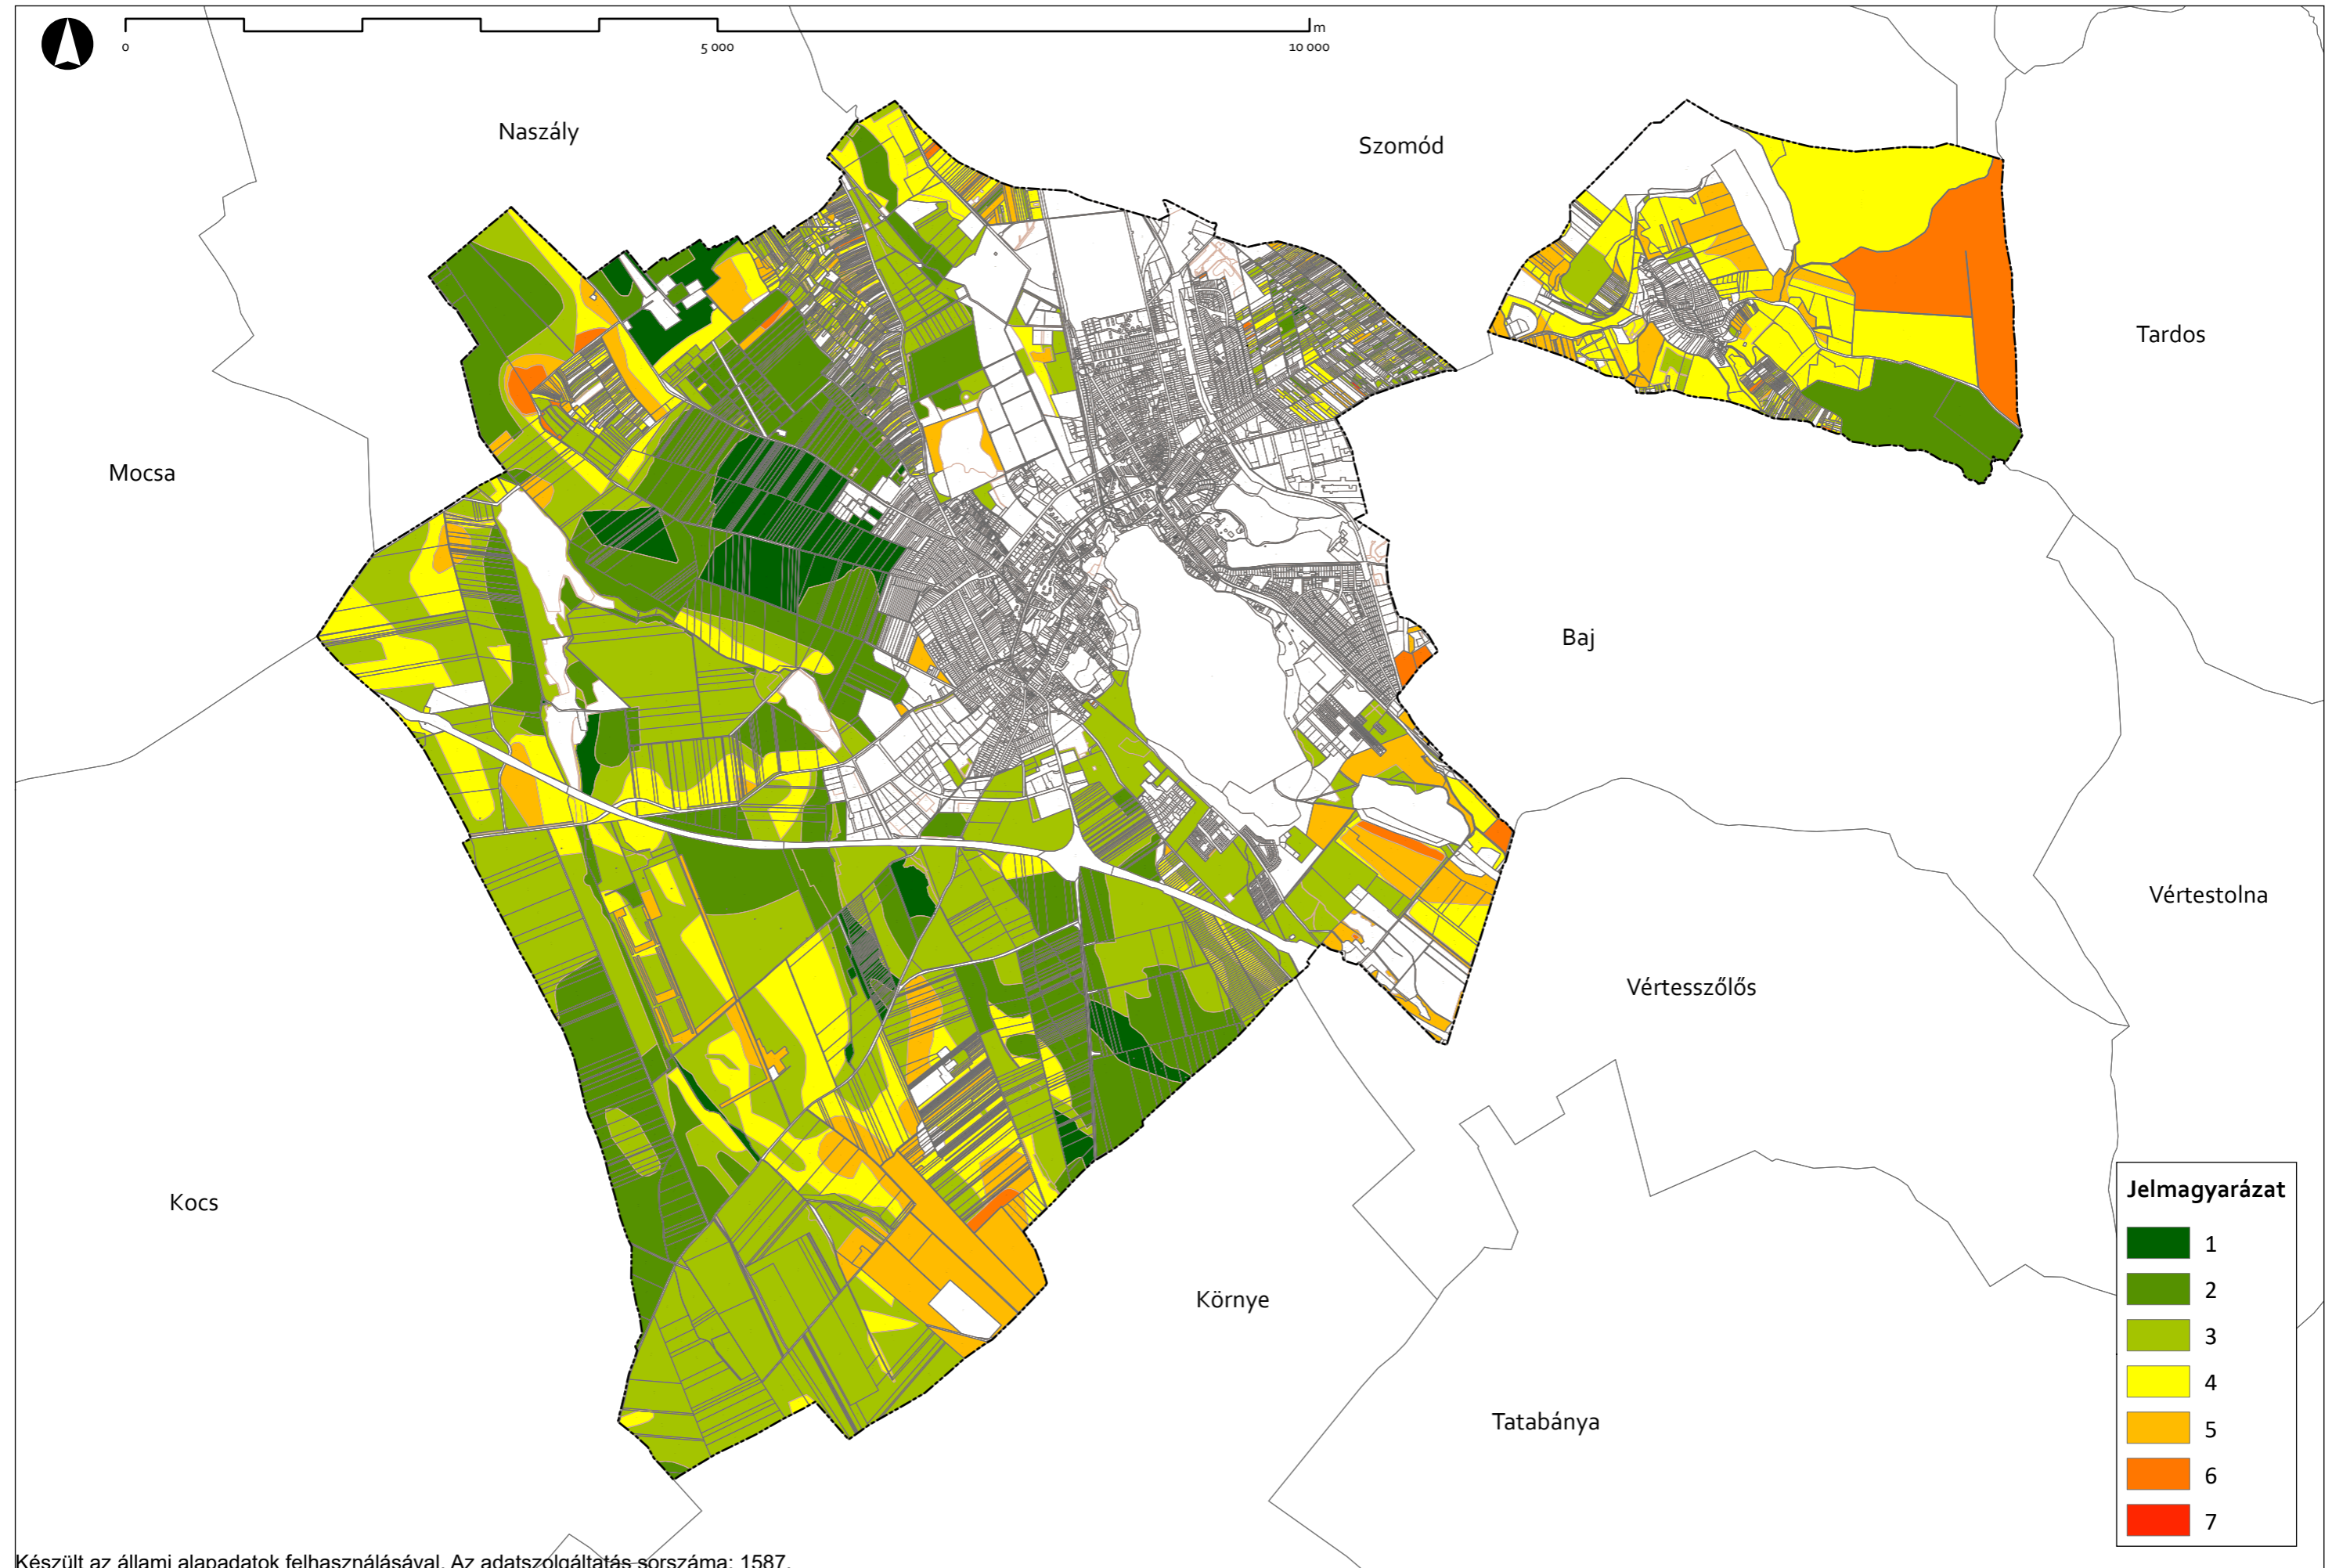 m
0 5 000 10 000
Naszály
Szomód
Tardos
Mocsa
Baj
Vértestolna
Vértesszőlős
Kocs
Környe
Tatabánya
Jelmagyarázat
1
2
3
4
5
6
7
Készült az állami alapadatok felhasználásával. Az adatszolgáltatás sorszáma: 1587.